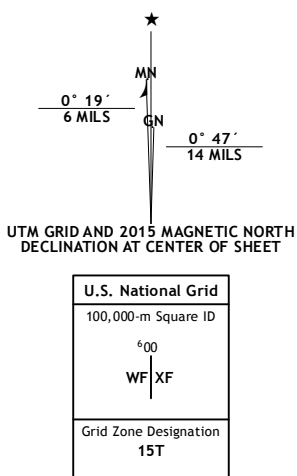 ★
MN
0° 19´
6 MILS
GN
0° 47´
14 MILS
UTM GRID AND 2015 MAGNETIC NORTH
DECLINATION AT CENTER OF SHEET
U.S. National Grid
100,000-m Square ID
⁶00
WF XF
Grid Zone Designation
15T